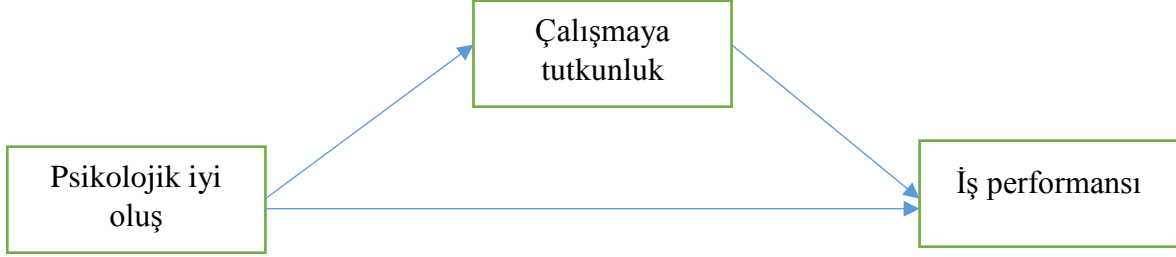 Çalışmaya
tutkunluk
Psikolojik iyi
oluş
İş performansı